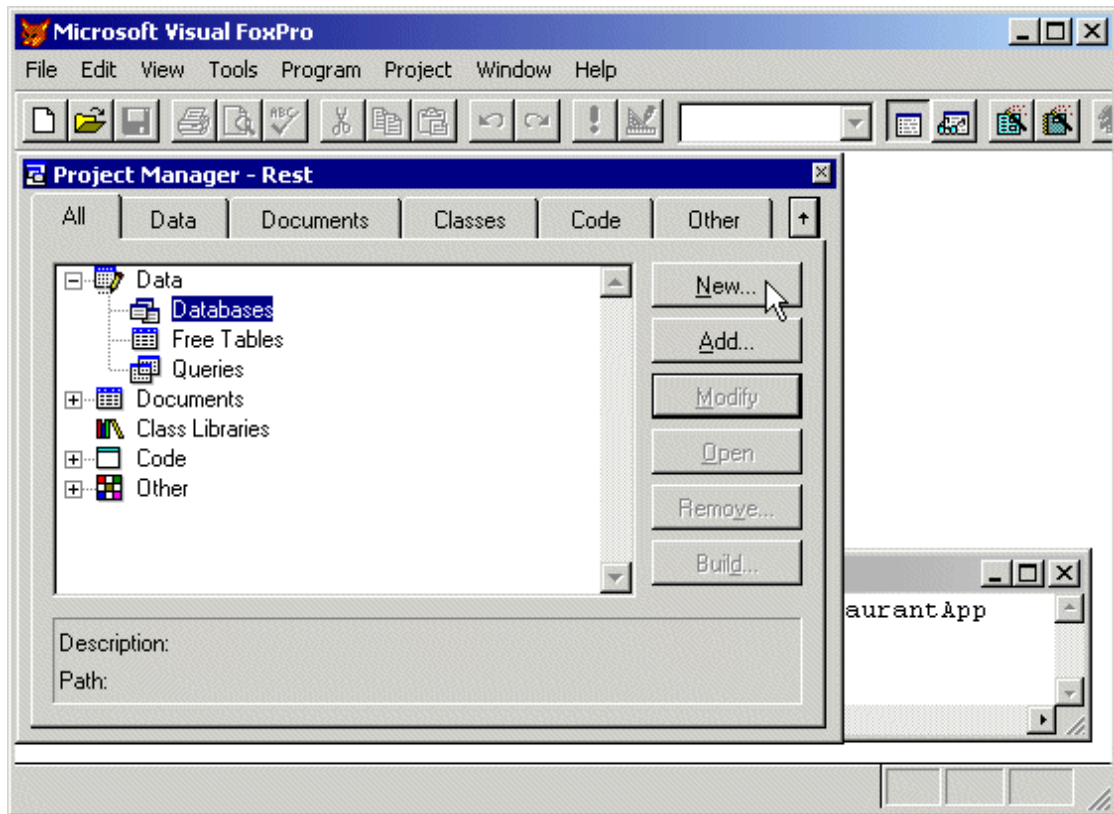 Microsoft Visual FoxPro
File Edit View Tools Program Project Window Help
ABC
Project Manager - Rest
All Data Documents Classes Code Other
Data
Databases
Free Tables
Queries
Documents
Class Libraries
Code
Other
New...
Add...
Modify
Open
Remove...
Build...
aurantApp
Description:
Path: